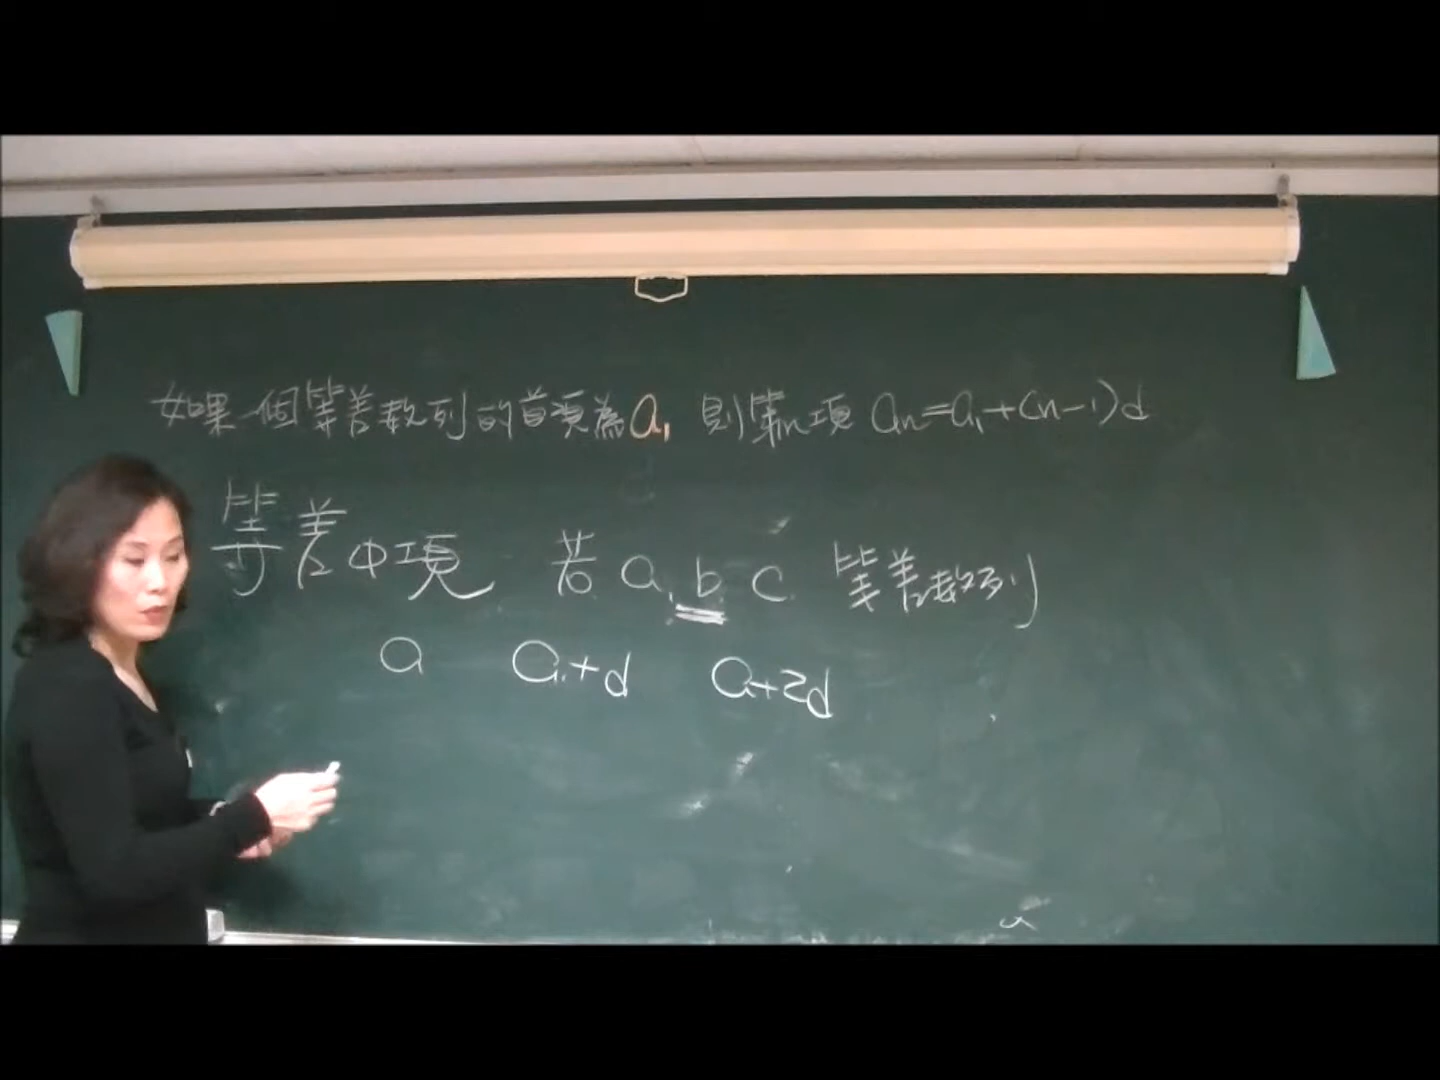 如果一個等差數列的首項為a₁ 則第n項 aₙ=a₁+(n-1)d
等差中項 若 a, b, c 等差數列
a a+d a+2d